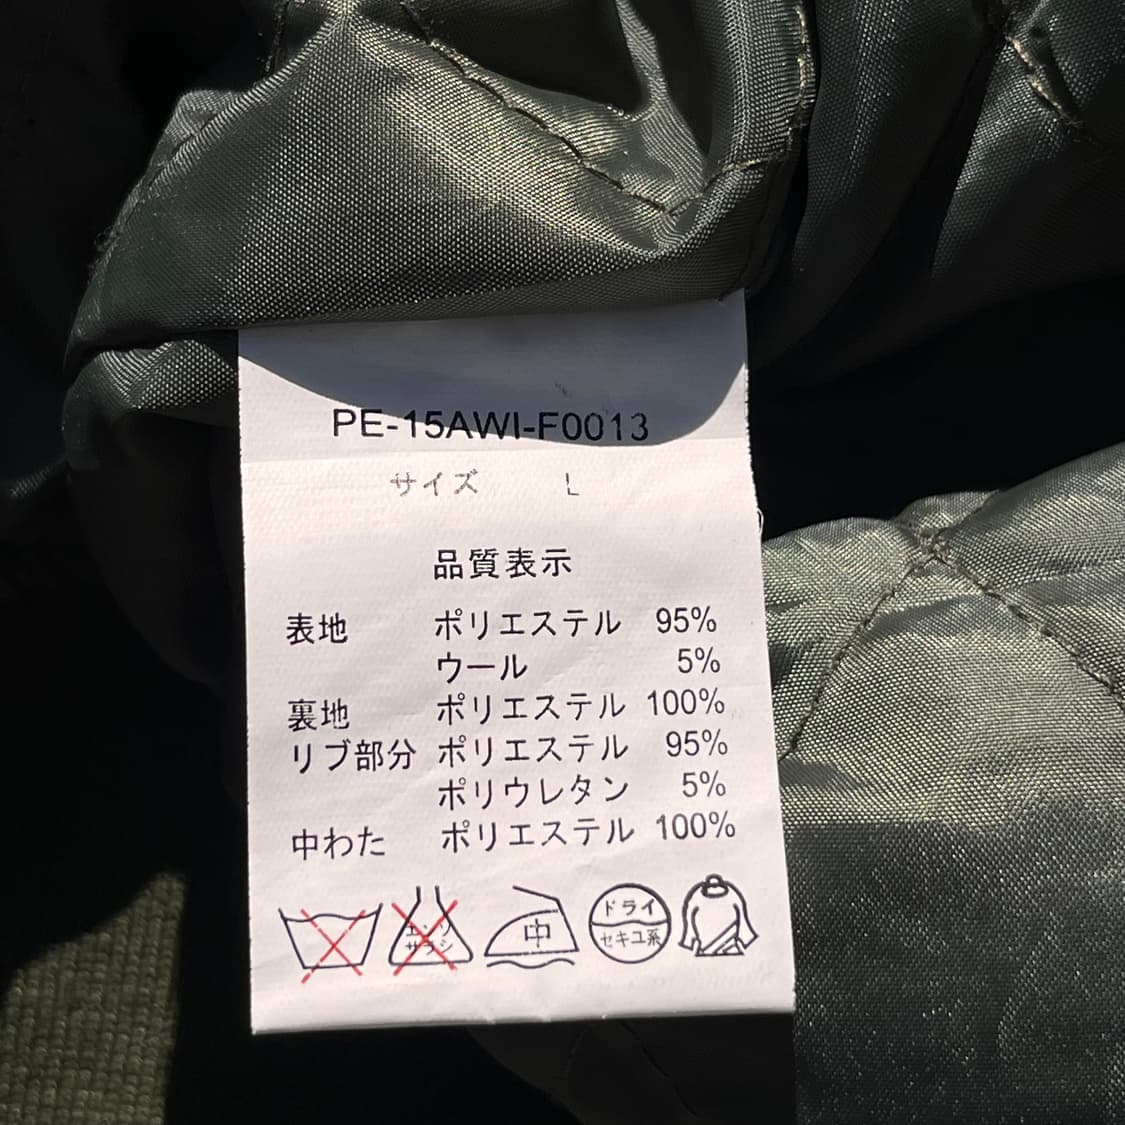 PE-15AWI-F0013
サイズ L
品質表示
表地 ポリエステル 95%
ウール 5%
裏地 ポリエステル 100%
リブ部分 ポリエステル 95%
ポリウレタン 5%
中わた ポリエステル 100%
エンソ
サラシ
中
ドライ
セキユ系